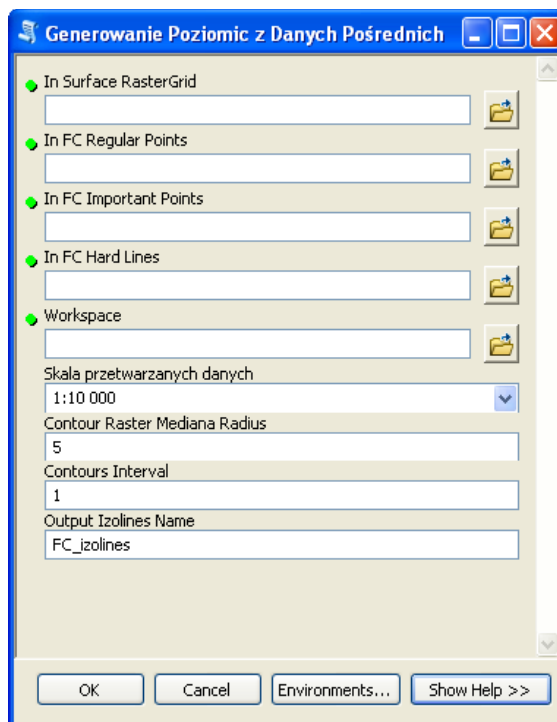 Generowanie Poziomic z Danych Pośrednich
In Surface RasterGrid
In FC Regular Points
In FC Important Points
In FC Hard Lines
Workspace
Skala przetwarzanych danych
1:10 000
Contour Raster Mediana Radius
5
Contours Interval
1
Output Izolines Name
FC_izolines
OK Cancel Environments... Show Help >>